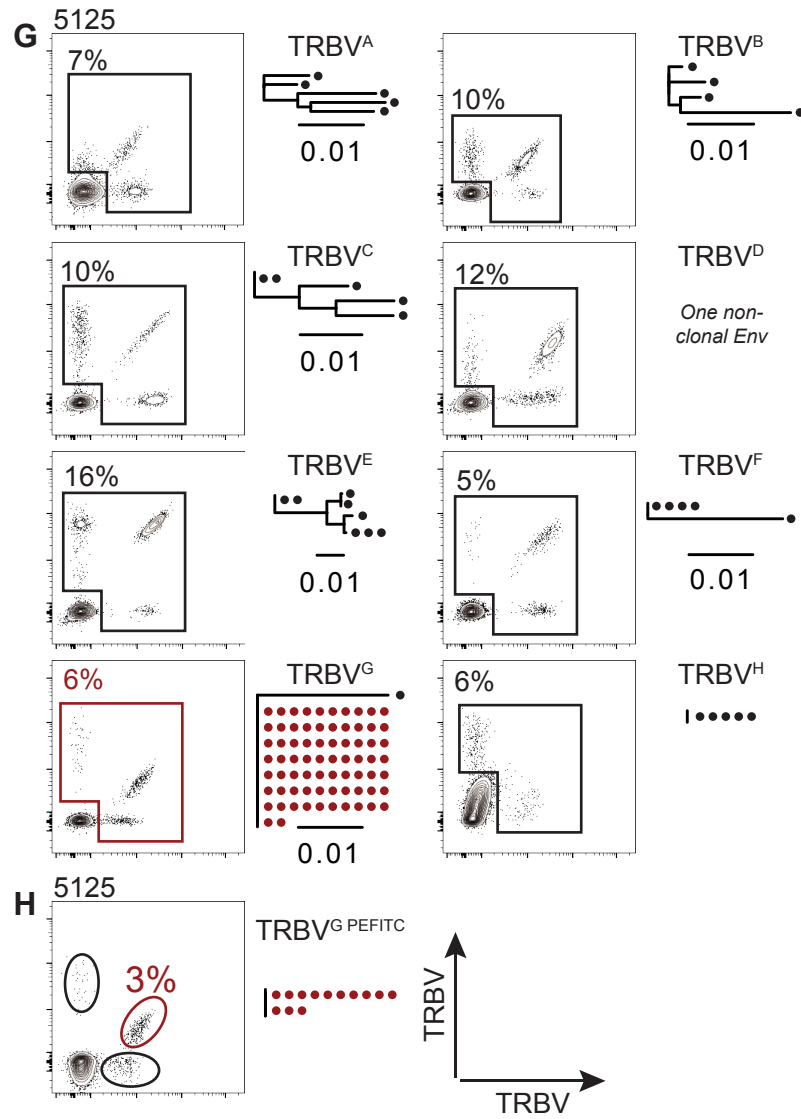 G
5125
7%
TRBV^A
0.01
10%
TRBV^B
0.01
10%
TRBV^C
0.01
12%
TRBV^D
One non-
clonal Env
16%
TRBV^E
0.01
5%
TRBV^F
0.01
6%
TRBV^G
0.01
6%
TRBV^H
H
5125
3%
TRBV^G PEFITC
TRBV
TRBV